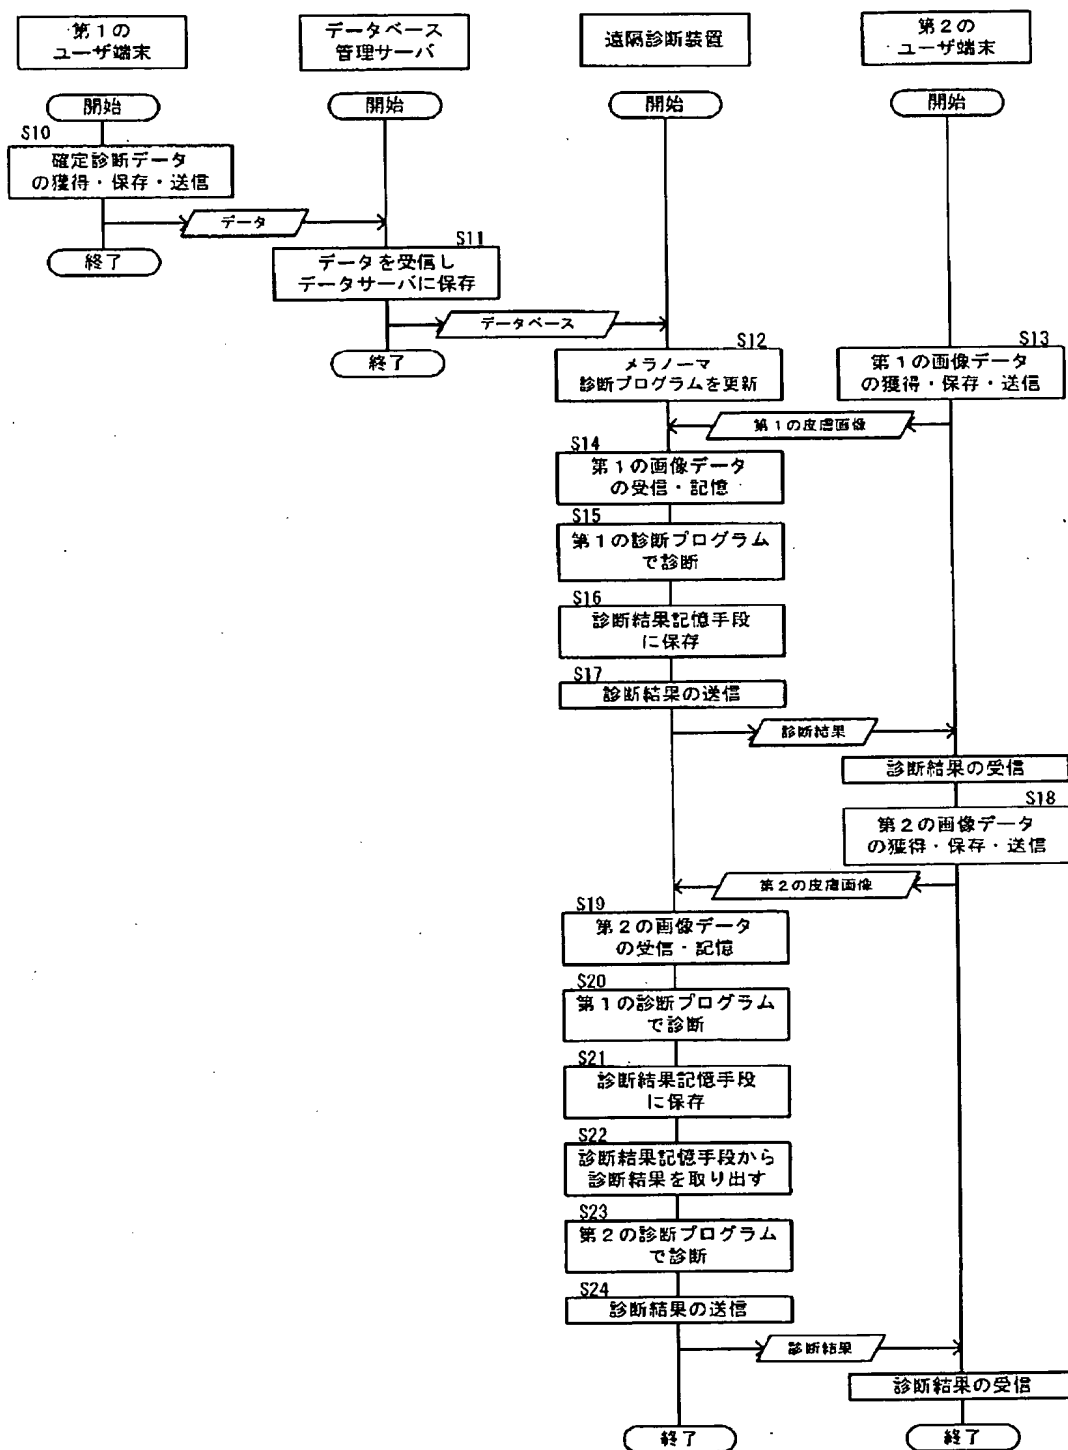 第１の
ユーザ端末
データベース
管理サーバ
遠隔診断装置
第２の
ユーザ端末
開始
開始
開始
開始
S10
確定診断データ
の獲得・保存・送信
データ
終了
S11
データを受信し
データサーバに保存
データベース
終了
S12
メラノーマ
診断プログラムを更新
S13
第１の画像データ
の獲得・保存・送信
第１の皮膚画像
S14
第１の画像データ
の受信・記憶
S15
第１の診断プログラム
で診断
S16
診断結果記憶手段
に保存
S17
診断結果の送信
診断結果
診断結果の受信
S18
第２の画像データ
の獲得・保存・送信
第２の皮膚画像
S19
第２の画像データ
の受信・記憶
S20
第１の診断プログラム
で診断
S21
診断結果記憶手段
に保存
S22
診断結果記憶手段から
診断結果を取り出す
S23
第２の診断プログラム
で診断
S24
診断結果の送信
診断結果
診断結果の受信
終了
終了